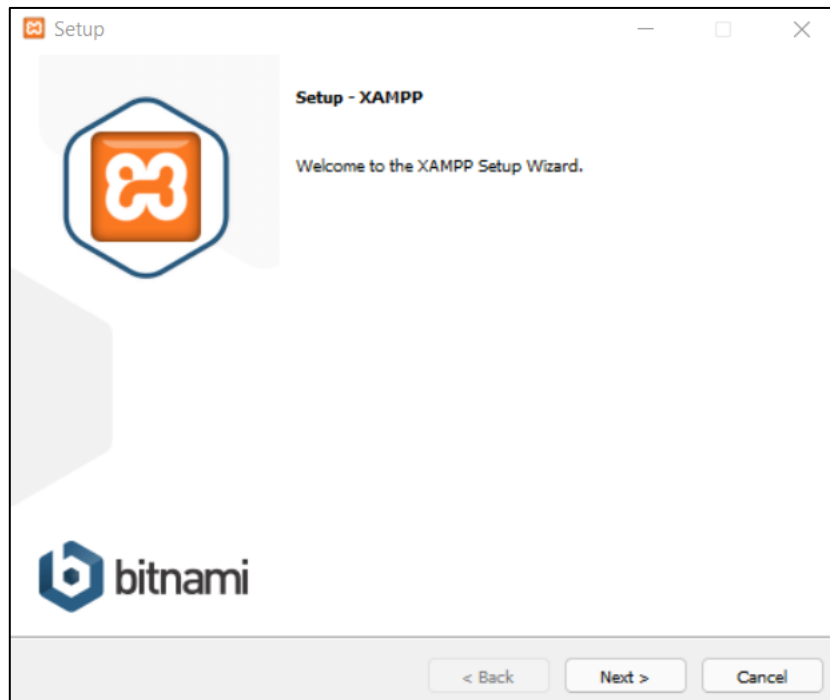 Setup
Setup - XAMPP
Welcome to the XAMPP Setup Wizard.
bitnami
< Back
Next >
Cancel